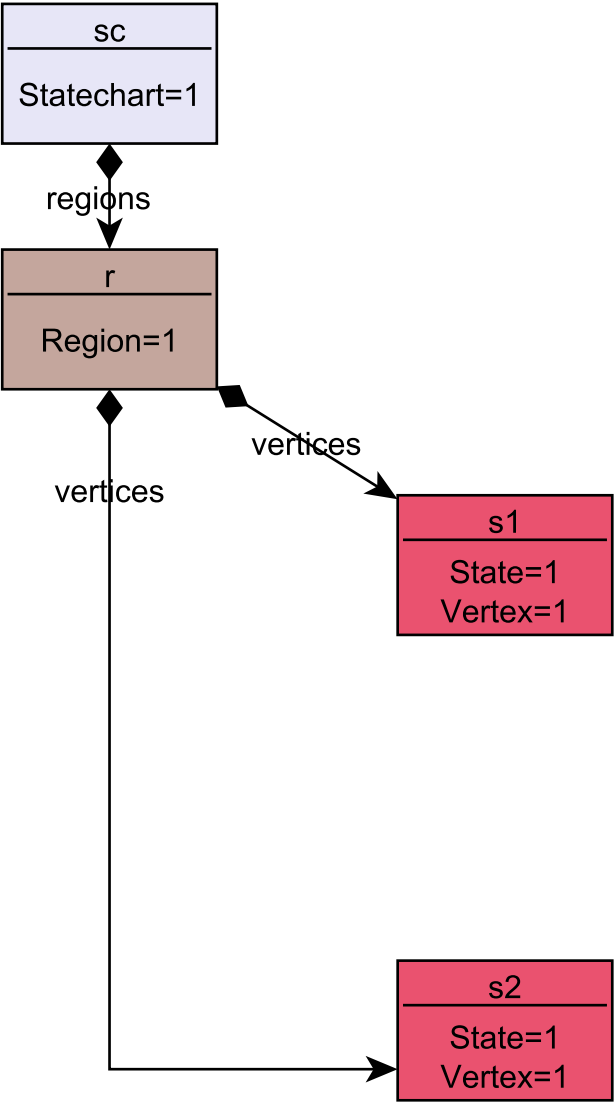 sc
Statechart=1
regions
r
Region=1
vertices
vertices
s1
State=1
Vertex=1
s2
State=1
Vertex=1